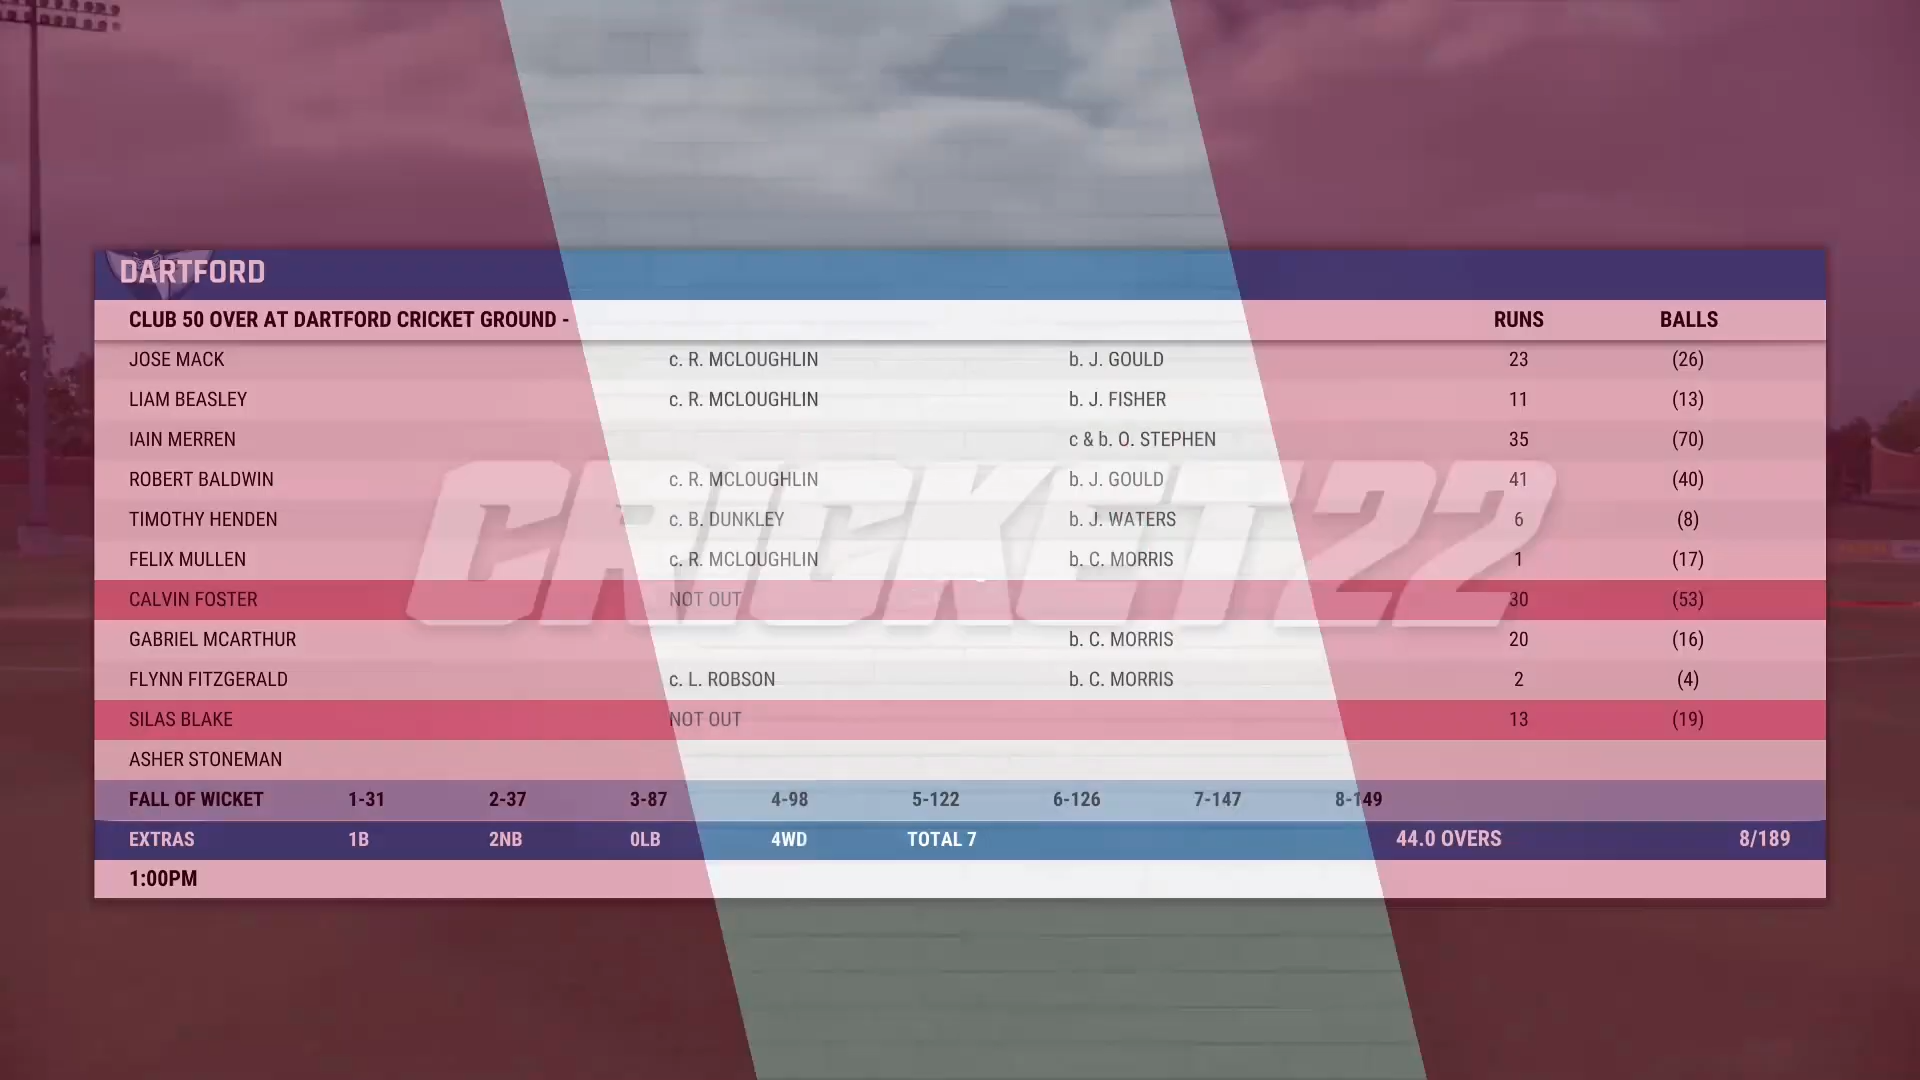 DARTFORD
CLUB 50 OVER AT DARTFORD CRICKET GROUND - RUNS BALLS
JOSE MACK c. R. MCLOUGHLIN b. J. GOULD 23 (26)
LIAM BEASLEY c. R. MCLOUGHLIN b. J. FISHER 11 (13)
IAIN MERREN c & b. O. STEPHEN 35 (70)
ROBERT BALDWIN c. R. MCLOUGHLIN b. J. GOULD 41 (40)
TIMOTHY HENDEN c. B. DUNKLEY b. J. WATERS 6 (8)
FELIX MULLEN c. R. MCLOUGHLIN b. C. MORRIS 1 (17)
CRICKET22
CALVIN FOSTER NOT OUT 30 (53)
GABRIEL MCARTHUR b. C. MORRIS 20 (16)
FLYNN FITZGERALD c. L. ROBSON b. C. MORRIS 2 (4)
SILAS BLAKE NOT OUT 13 (19)
ASHER STONEMAN
FALL OF WICKET 1-31 2-37 3-87 4-98 5-122 6-126 7-147 8-149
EXTRAS 1B 2NB 0LB 4WD TOTAL 7 44.0 OVERS 8/189
1:00PM